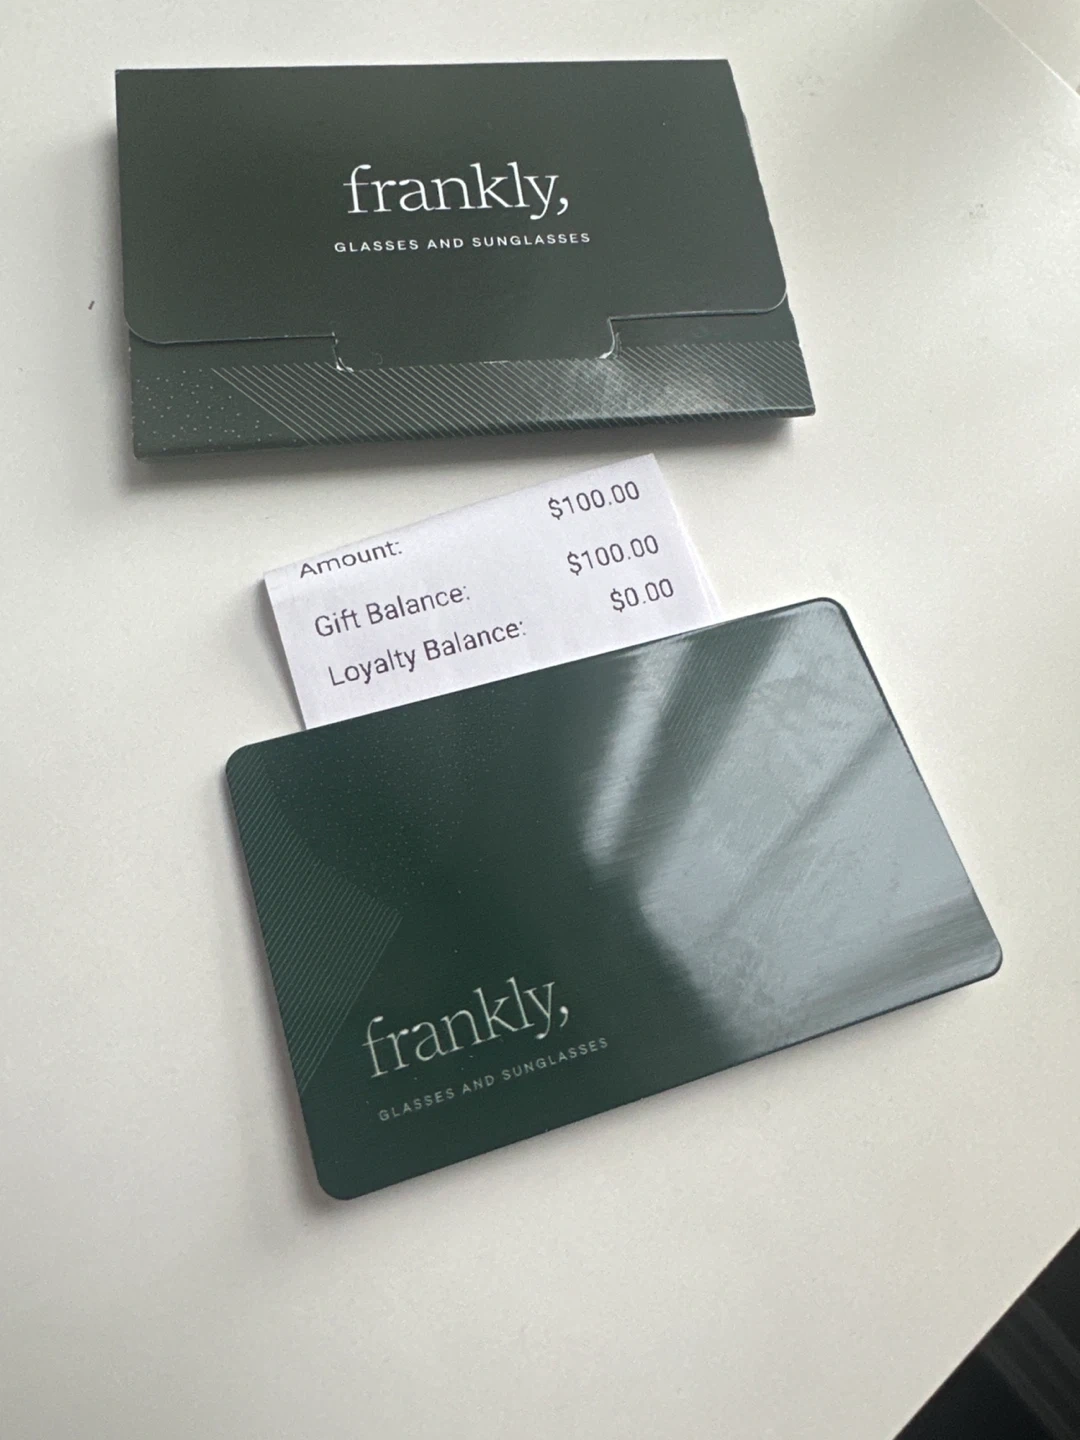 frankly,
GLASSES AND SUNGLASSES
Amount: $100.00
Gift Balance: $100.00
Loyalty Balance: $0.00
frankly,
GLASSES AND SUNGLASSES